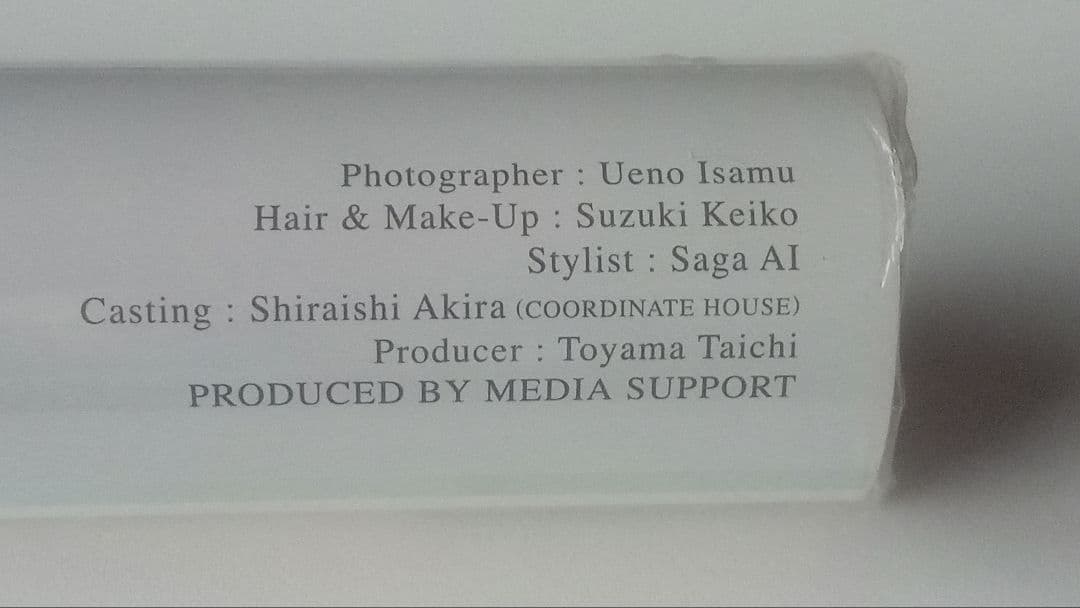 Photographer : Ueno Isamu
Hair & Make-Up : Suzuki Keiko
Stylist : Saga AI
Casting : Shiraishi Akira (COORDINATE HOUSE)
Producer : Toyama Taichi
PRODUCED BY MEDIA SUPPORT